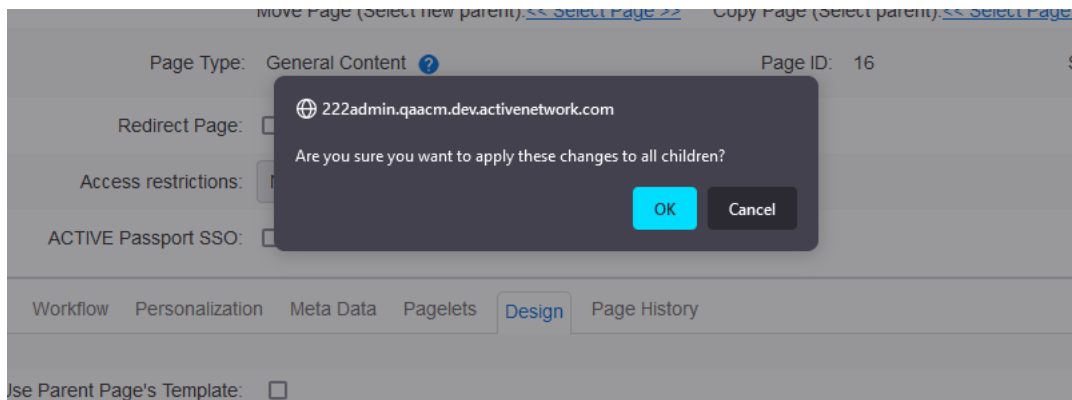 Move Page (Select new parent):<< Select Page >> Copy Page (Select parent):<< Select Page
Page Type: General Content ? Page ID: 16
222admin.qaacm.dev.activenetwork.com
Redirect Page:
Are you sure you want to apply these changes to all children?
Access restrictions:
OK Cancel
ACTIVE Passport SSO:
Workflow Personalization Meta Data Pagelets Design Page History
Use Parent Page's Template: